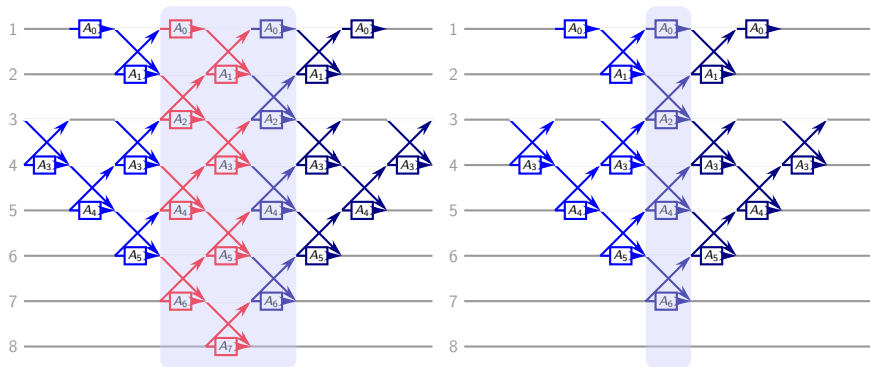 1 A₀ A₀ A₀ A₀ 1 A₀ A₀ A₀
2 A₁ A₁ A₁ 2 A₁ A₁
3 A₂ A₂ 3 A₂
4 A₃ A₃ A₃ A₃ A₃ 4 A₃ A₃ A₃ A₃
5 A₄ A₄ A₄ A₄ 5 A₄ A₄ A₄
6 A₅ A₅ A₅ 6 A₅ A₅
7 A₆ A₆ 7 A₆
8 A₇ 8